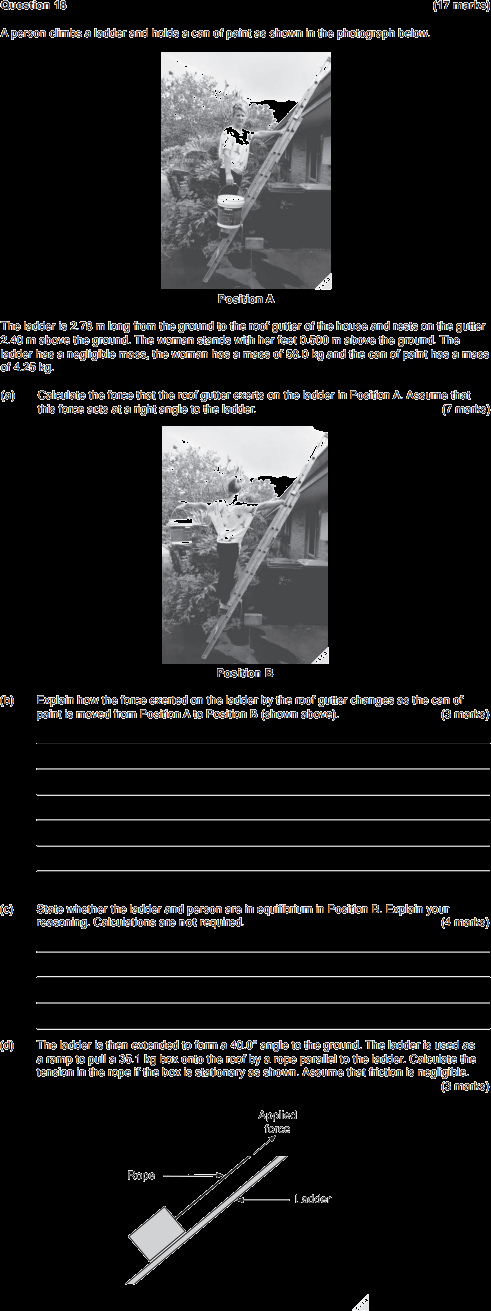 Question 18 (17 marks)
A person climbs a ladder and holds a can of paint as shown in the photograph below.
Position A
The ladder is 2.78 m long from the ground to the roof gutter of the house and rests on the gutter
2.40 m above the ground. The woman stands with her feet 0.500 m above the ground. The
ladder has a negligible mass, the woman has a mass of 58.0 kg and the can of paint has a mass
of 4.25 kg.
(a) Calculate the force that the roof gutter exerts on the ladder in Position A. Assume that
this force acts at a right angle to the ladder. (7 marks)
Position B
(b) Explain how the force exerted on the ladder by the roof gutter changes as the can of
paint is moved from Position A to Position B (shown above). (3 marks)
(c) State whether the ladder and person are in equilibrium in Position B. Explain your
reasoning. Calculations are not required. (4 marks)
(d) The ladder is then extended to form a 40.0° angle to the ground. The ladder is used as
a ramp to pull a 35.1 kg box onto the roof by a rope parallel to the ladder. Calculate the
tension in the rope if the box is stationary as shown. Assume that friction is negligible.
(3 marks)
Applied
force
Rope
Ladder